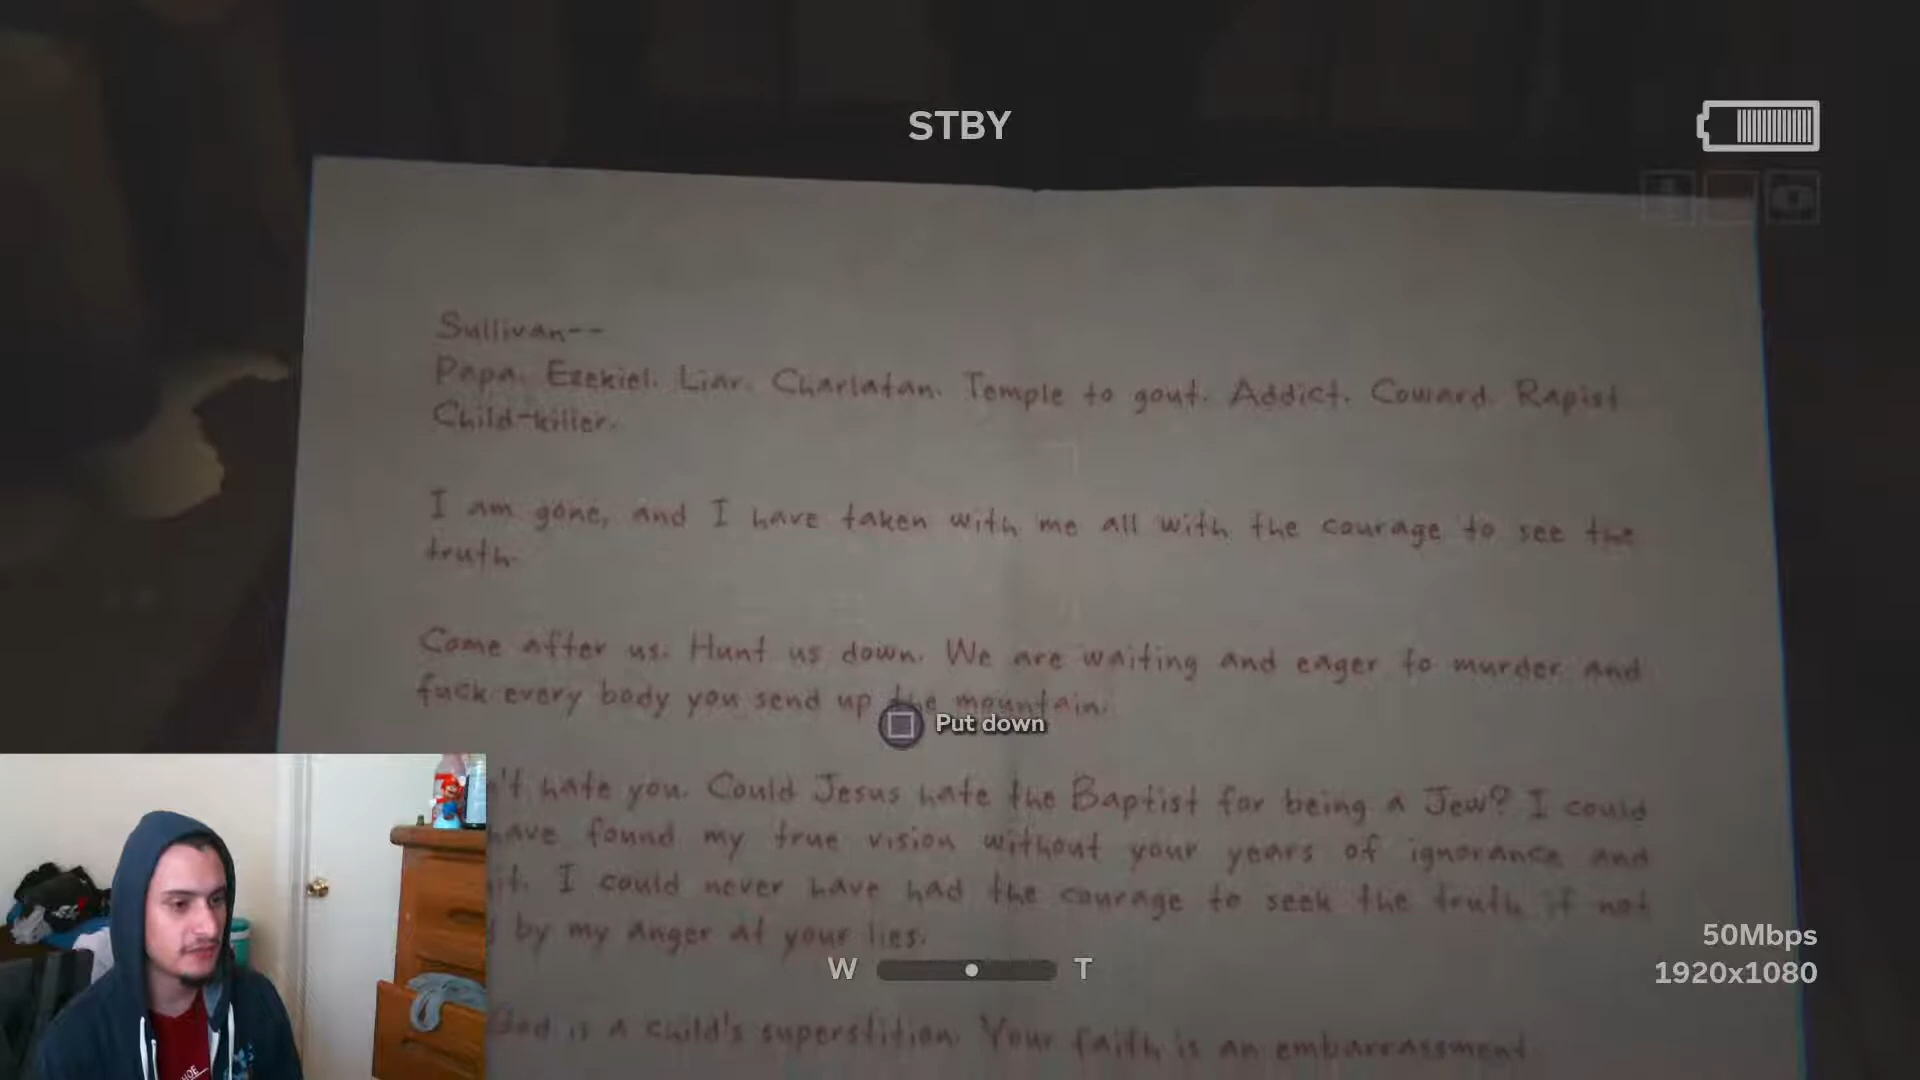 STBY
Sullivan--
Papa. Ezekiel. Liar. Charlatan. Temple to gout. Addict. Coward. Rapist
Child-killer.
I am gone, and I have taken with me all with the courage to see the
truth.
Come after us. Hunt us down. We are waiting and eager to murder and
fuck every body you send up the mountain.
Put down
't hate you. Could Jesus hate the Baptist for being a Jew? I could
have found my true vision without your years of ignorance and
I could never have had the courage to seek the truth if not
by my anger at your lies.
50Mbps
W T
1920x1080
God is a child's superstition. Your faith is an embarrassment.